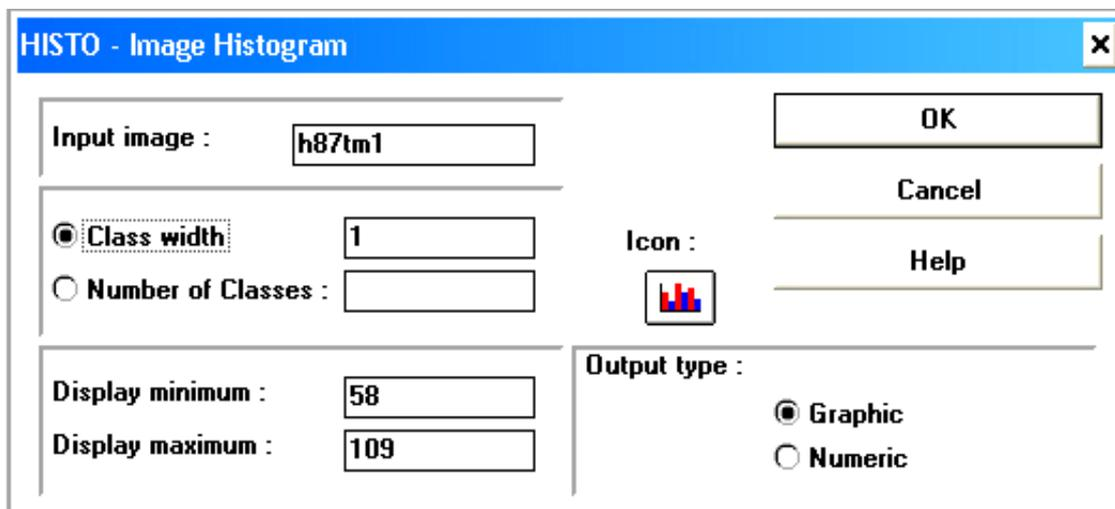 HISTO - Image Histogram
Input image : h87tm1
OK
Cancel
Help
Class width 1
Number of Classes :
Icon :
Display minimum : 58
Display maximum : 109
Output type :
Graphic
Numeric